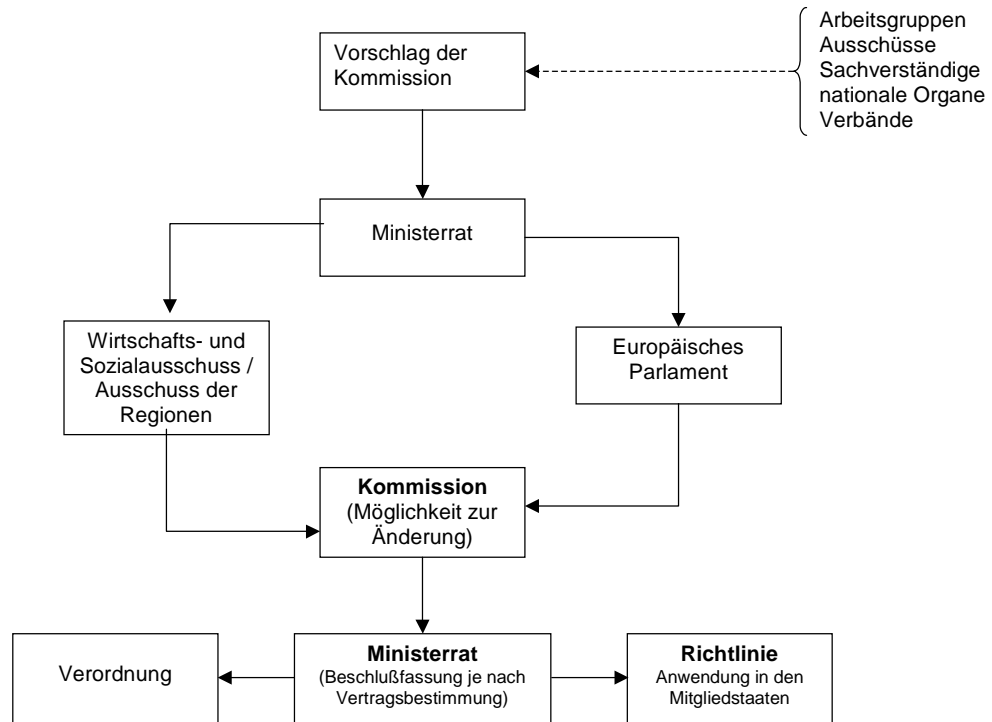 Vorschlag der
Kommission
Arbeitsgruppen
Ausschüsse
Sachverständige
nationale Organe
Verbände
Ministerrat
Wirtschafts- und
Sozialausschuss /
Ausschuss der
Regionen
Europäisches
Parlament
Kommission
(Möglichkeit zur
Änderung)
Verordnung
Ministerrat
(Beschlußfassung je nach
Vertragsbestimmung)
Richtlinie
Anwendung in den
Mitgliedstaaten